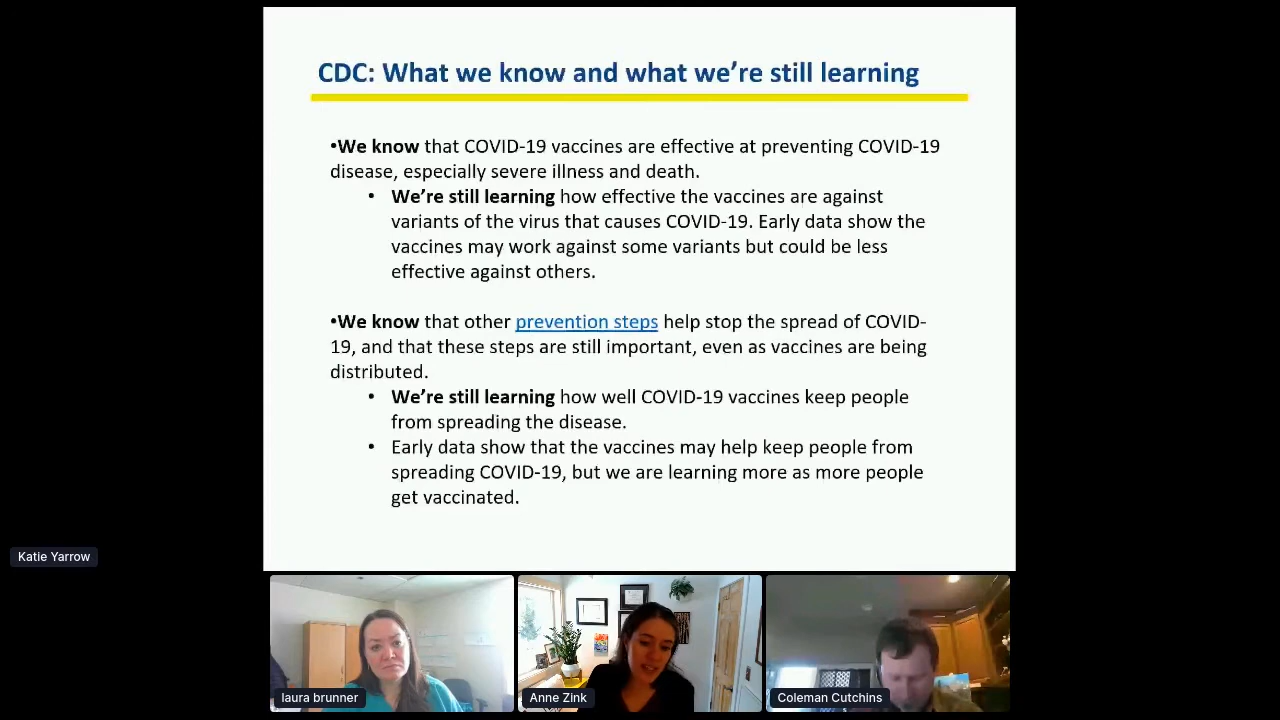 CDC: What we know and what we’re still learning
•We know that COVID-19 vaccines are effective at preventing COVID-19
disease, especially severe illness and death.
• We’re still learning how effective the vaccines are against
variants of the virus that causes COVID-19. Early data show the
vaccines may work against some variants but could be less
effective against others.
•We know that other prevention steps help stop the spread of COVID-
19, and that these steps are still important, even as vaccines are being
distributed.
• We’re still learning how well COVID-19 vaccines keep people
from spreading the disease.
• Early data show that the vaccines may help keep people from
spreading COVID-19, but we are learning more as more people
get vaccinated.
Katie Yarrow
laura brunner
Anne Zink
Coleman Cutchins